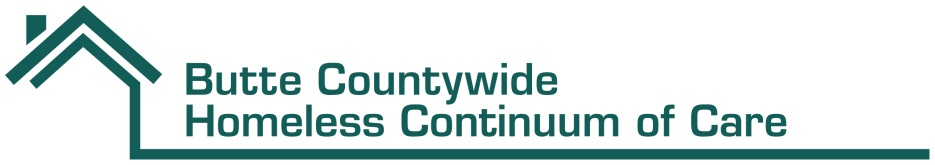 Butte Countywide
Homeless Continuum of Care